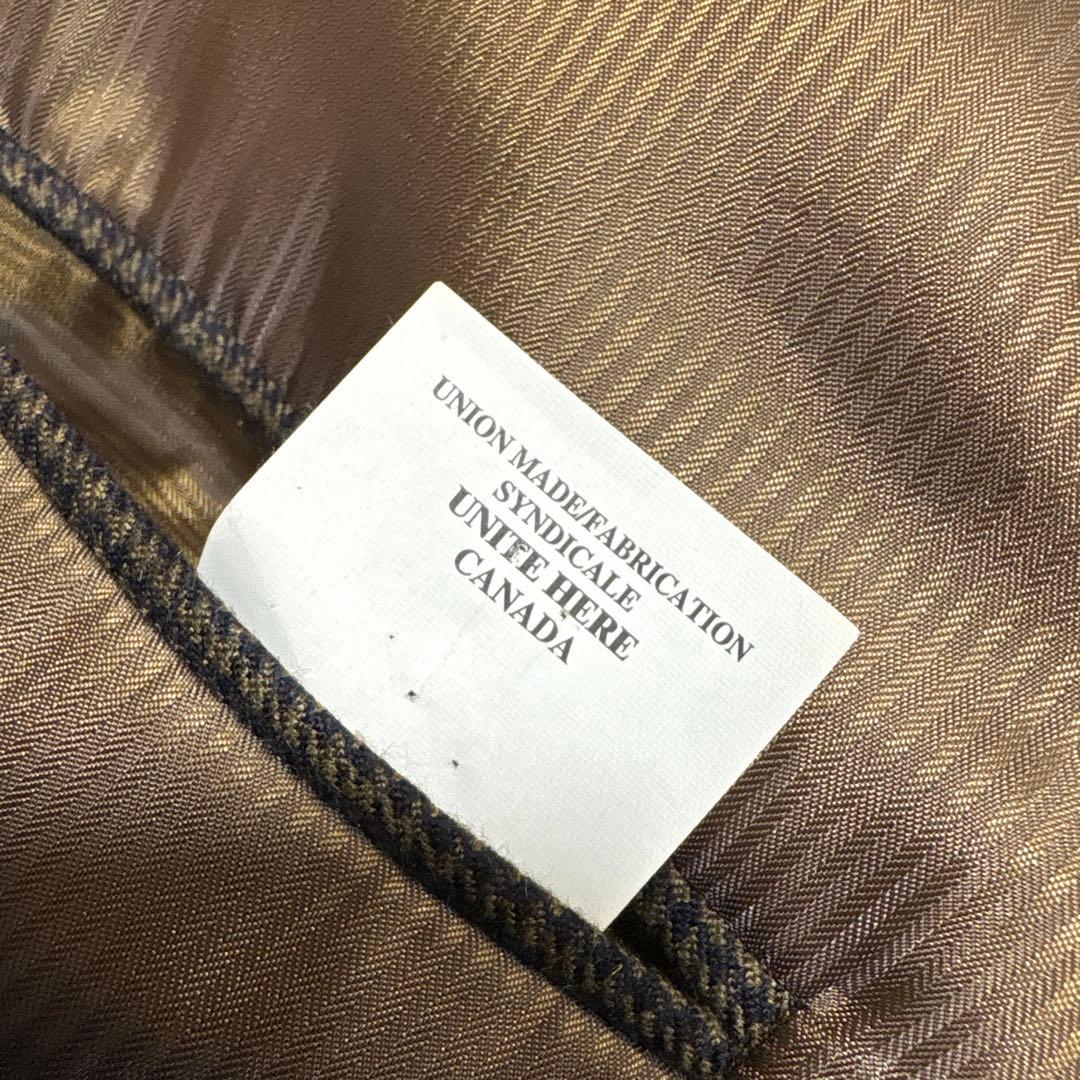 UNION MADE/FABRICATION
SYNDICALE
UNITE HERE
CANADA